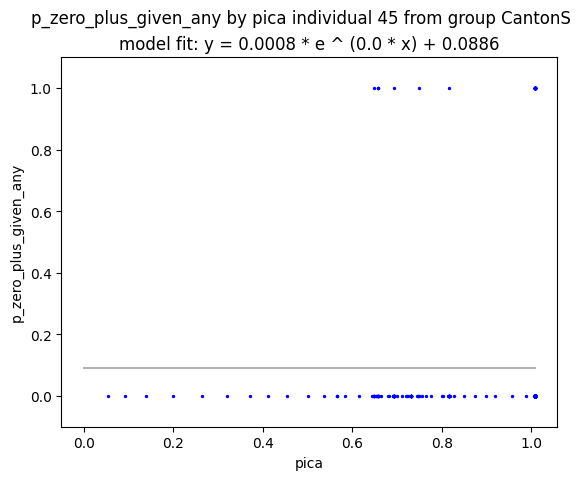 p_zero_plus_given_any by pica individual 45 from group CantonS
model fit: y = 0.0008 * e ^ (0.0 * x) + 0.0886
1.0
0.8
0.6
0.4
0.2
0.0
p_zero_plus_given_any
0.0 0.2 0.4 0.6 0.8 1.0
pica